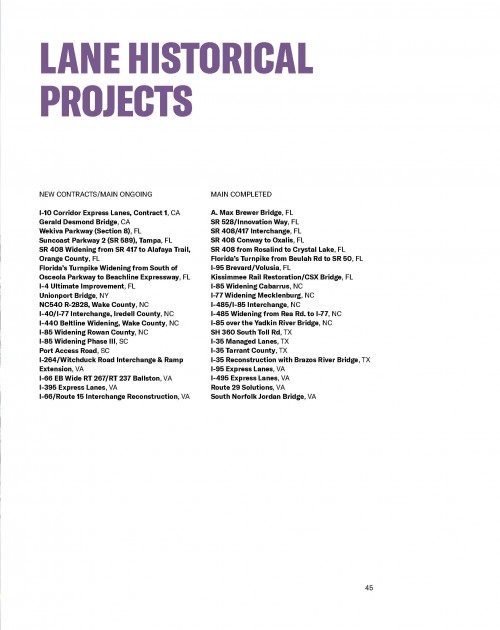 LANE HISTORICAL
PROJECTS
NEW CONTRACTS/MAIN ONGOING
I-10 Corridor Express Lanes, Contract 1, CA
Gerald Desmond Bridge, CA
Wekiva Parkway (Section 8), FL
Suncoast Parkway 2 (SR 589), Tampa, FL
SR 408 Widening from SR 417 to Alafaya Trail,
Orange County, FL
Florida's Turnpike Widening from South of
Osceola Parkway to Beachline Expressway, FL
I-4 Ultimate Improvement, FL
Unionport Bridge, NY
NC540 R-2828, Wake County, NC
I-40/I-77 Interchange, Iredell County, NC
I-440 Beltline Widening, Wake County, NC
I-85 Widening Rowan County, NC
I-85 Widening Phase III, SC
Port Access Road, SC
I-264/Witchduck Road Interchange & Ramp
Extension, VA
I-66 EB Wide RT 267/RT 237 Ballston, VA
I-395 Express Lanes, VA
I-66/Route 15 Interchange Reconstruction, VA
MAIN COMPLETED
A. Max Brewer Bridge, FL
SR 528/Innovation Way, FL
SR 408/417 Interchange, FL
SR 408 Conway to Oxalis, FL
SR 408 from Rosalind to Crystal Lake, FL
Florida's Turnpike from Beulah Rd to SR 50, FL
I-95 Brevard/Volusia, FL
Kissimmee Rail Restoration/CSX Bridge, FL
I-85 Widening Cabarrus, NC
I-77 Widening Mecklenburg, NC
I-485/I-85 Interchange, NC
I-485 Widening from Rea Rd. to I-77, NC
I-85 over the Yadkin River Bridge, NC
SH 360 South Toll Rd, TX
I-35 Managed Lanes, TX
I-35 Tarrant County, TX
I-35 Reconstruction with Brazos River Bridge, TX
I-95 Express Lanes, VA
I-495 Express Lanes, VA
Route 29 Solutions, VA
South Norfolk Jordan Bridge, VA
45